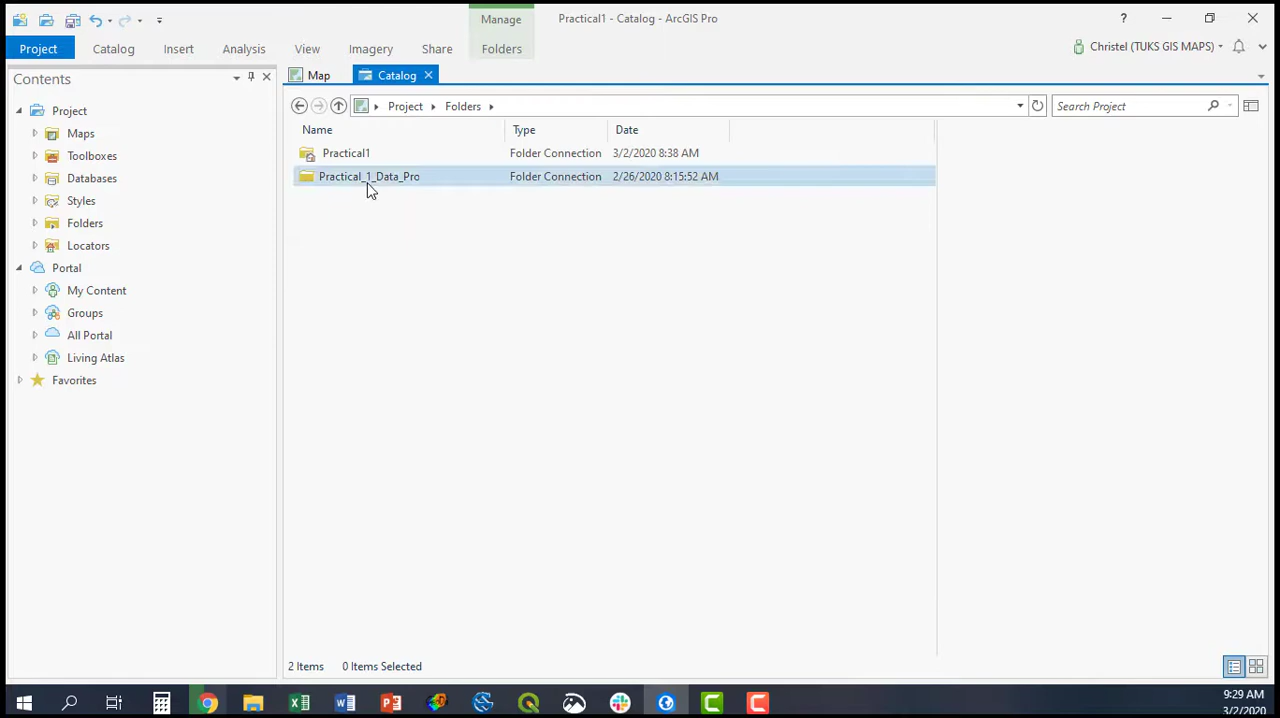 Manage
Practical1 - Catalog - ArcGIS Pro
?
Project Catalog Insert Analysis View Imagery Share Folders
Christel (TUKS GIS MAPS)
Contents
Map
Catalog
Project
Maps
Toolboxes
Databases
Styles
Folders
Locators
Portal
My Content
Groups
All Portal
Living Atlas
Favorites
Project Folders
Search Project
Name Type Date
Practical1 Folder Connection 3/2/2020 8:38 AM
Practical_1_Data_Pro Folder Connection 2/26/2020 8:15:52 AM
2 Items 0 Items Selected
9:29 AM
3/2/2020